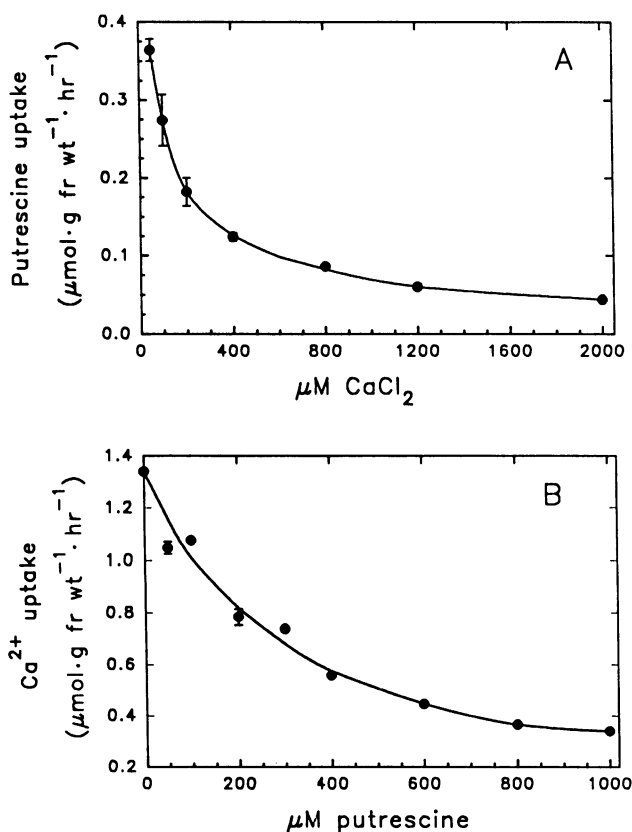 A
Putrescine uptake
(μmol·g fr wt⁻¹·hr⁻¹)
0.4
0.3
0.2
0.1
0.0
0 400 800 1200 1600 2000
μM CaCl₂
B
Ca²⁺ uptake
(μmol·g fr wt⁻¹·hr⁻¹)
1.4
1.2
1.0
0.8
0.6
0.4
0.2
0 200 400 600 800 1000
μM putrescine